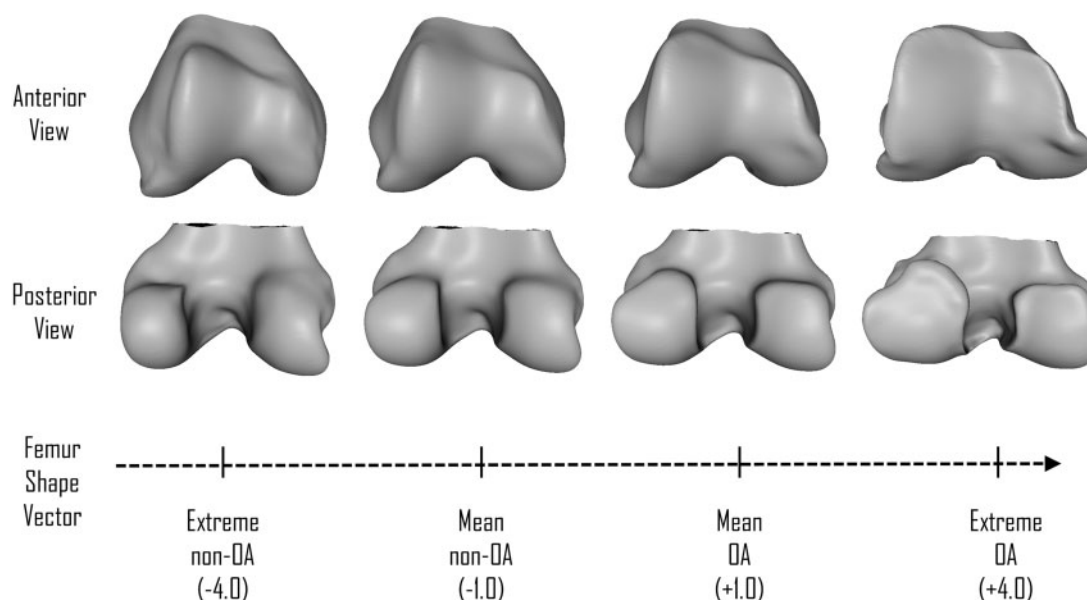 Anterior
View
Posterior
View
Femur
Shape
Vector
Extreme
non-OA
(-4.0)
Mean
non-OA
(-1.0)
Mean
OA
(+1.0)
Extreme
OA
(+4.0)